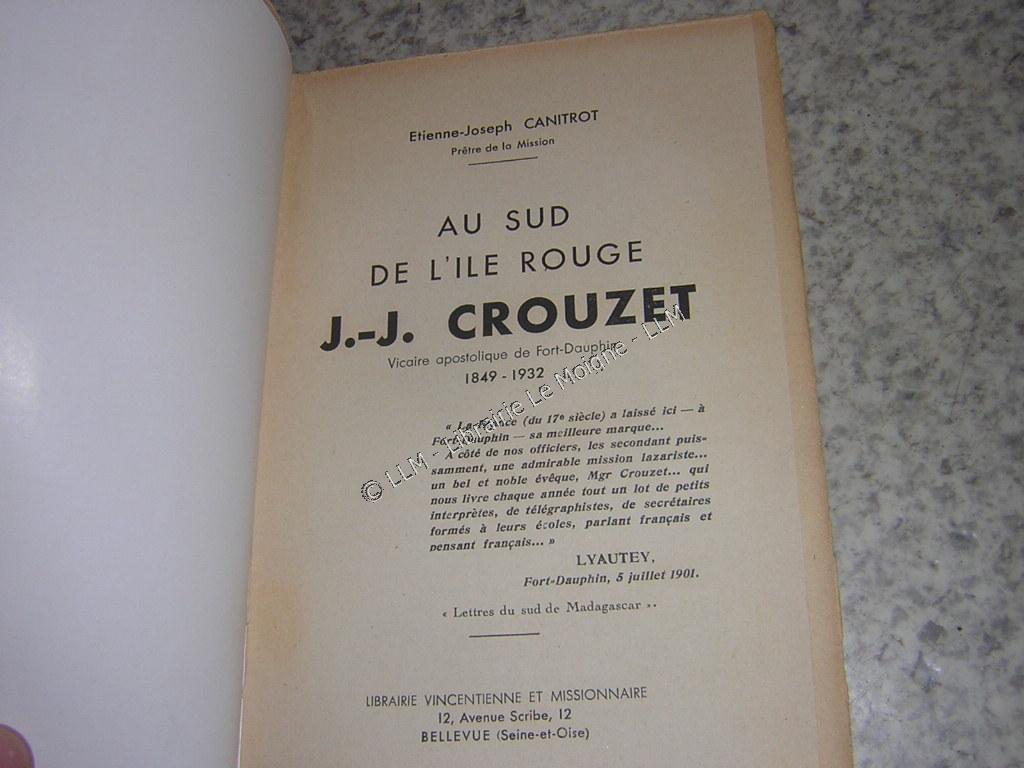 Etienne-Joseph CANITROT
Prêtre de la Mission
AU SUD
DE L'ILE ROUGE
J.-J. CROUZET
Vicaire apostolique de Fort-Dauphin
1849 - 1932
« La France (du 17e siècle) a laissé ici — à
Fort-Dauphin — sa meilleure marque...
A côté de nos officiers, les secondant puis-
samment, une admirable mission lazariste...
un bel et noble évêque, Mgr Crouzet... qui
nous livre chaque année tout un lot de petits
interprètes, de télégraphistes, de secrétaires
formés à leurs écoles, parlant français et
pensant français... »
LYAUTEY,
Fort-Dauphin, 5 juillet 1901.
« Lettres du sud de Madagascar ».
LIBRAIRIE VINCENTIENNE ET MISSIONNAIRE
12, Avenue Scribe, 12
BELLEVUE (Seine-et-Oise)
© LLM - Librairie Le Moigne - LLM